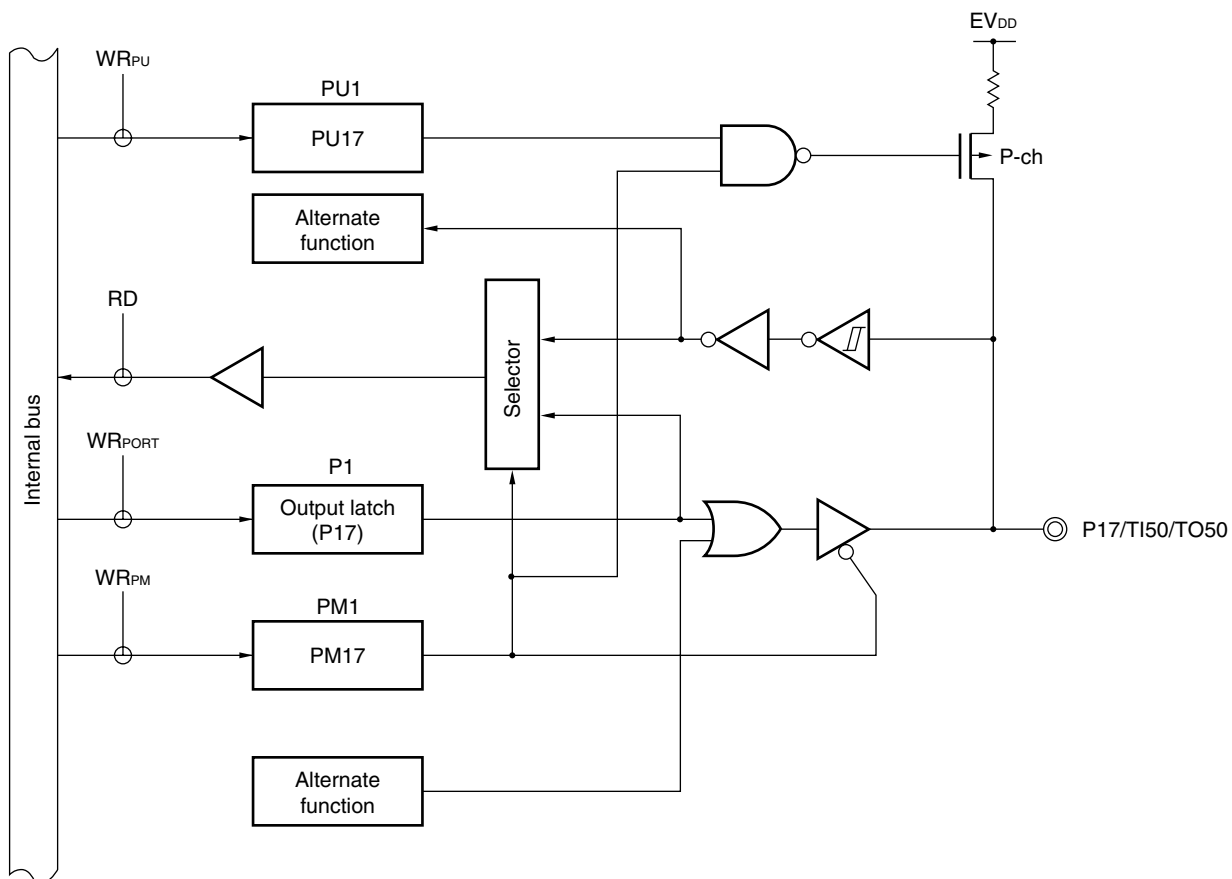 EVDD
WRPU
PU1
PU17
P-ch
Alternate
function
RD
Selector
Internal bus
WRPORT
P1
Output latch
(P17)
P17/TI50/TO50
WRPM
PM1
PM17
Alternate
function